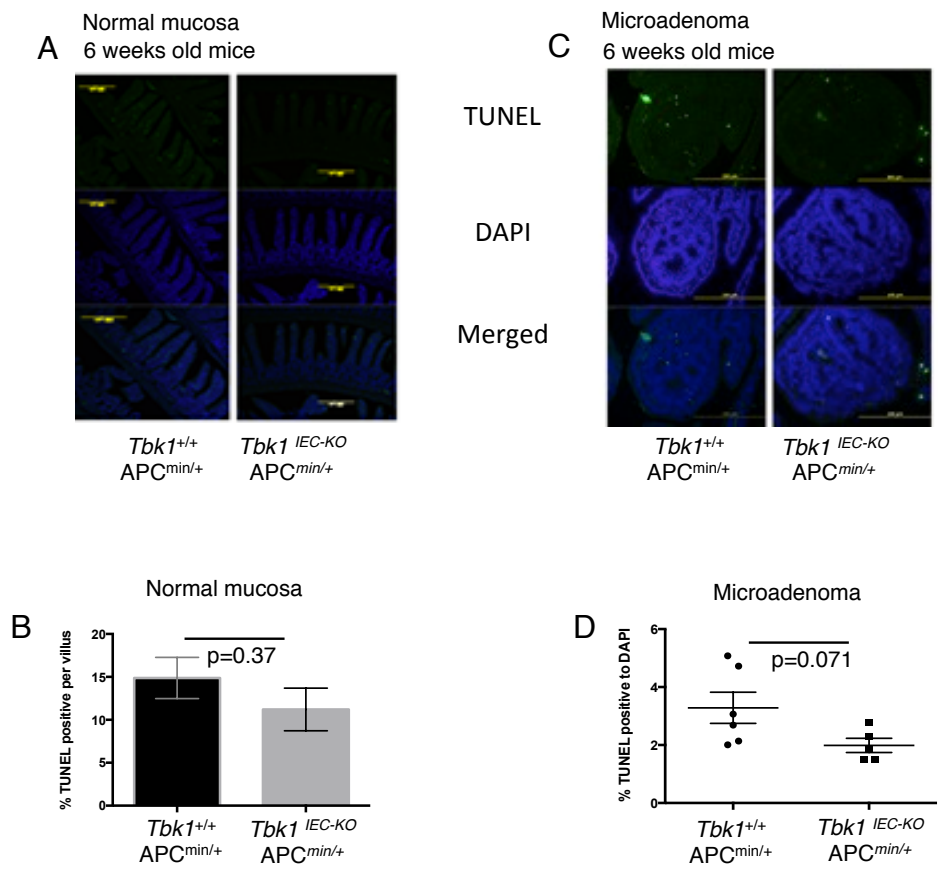 A
Normal mucosa
6 weeks old mice
C
Microadenoma
6 weeks old mice
TUNEL
DAPI
Merged
Tbk1+/+
APCmin/+
Tbk1 IEC-KO
APCmin/+
Tbk1+/+
APCmin/+
Tbk1 IEC-KO
APCmin/+
B
Normal mucosa
% TUNEL positive per villus
20
15
10
5
0
p=0.37
Tbk1+/+
APCmin/+
Tbk1 IEC-KO
APCmin/+
D
Microadenoma
% TUNEL positive to DAPI
6
4
2
0
p=0.071
Tbk1+/+
APCmin/+
Tbk1 IEC-KO
APCmin/+